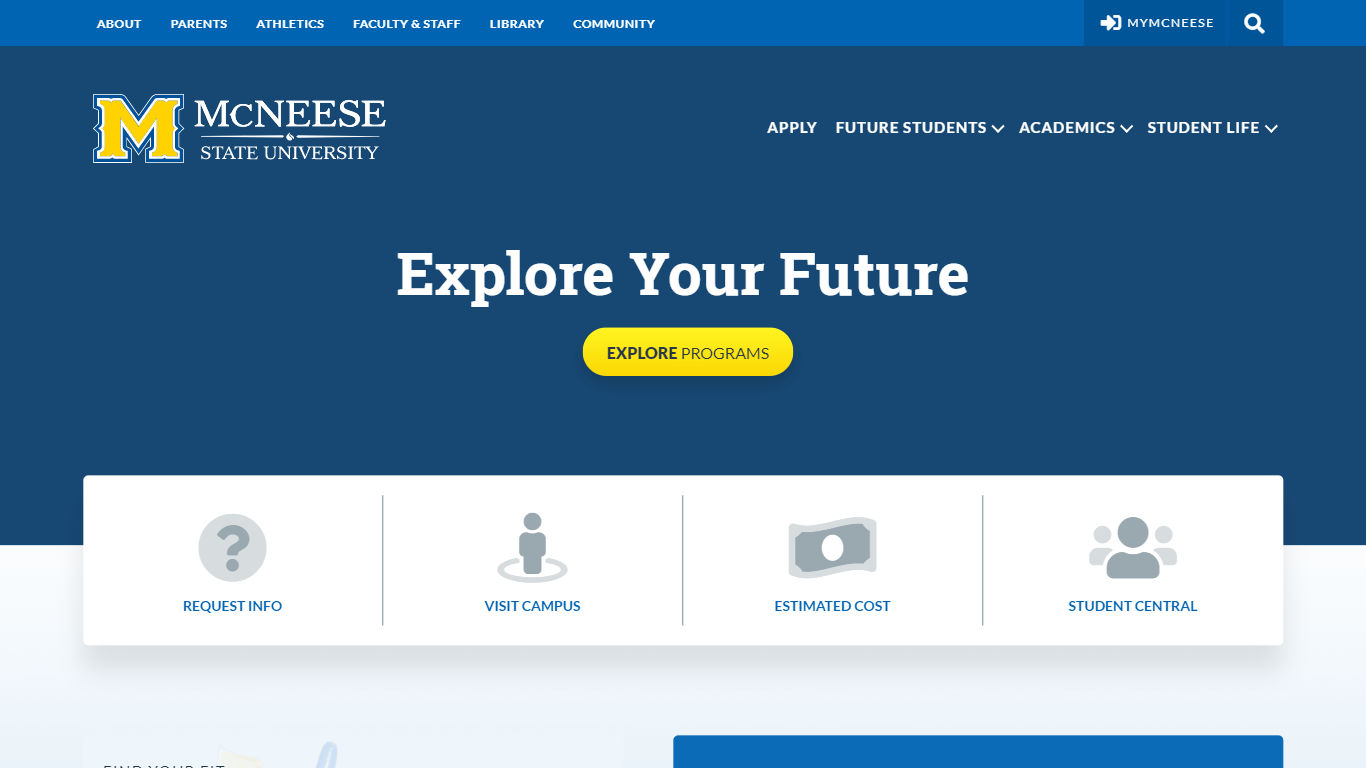 ABOUT PARENTS ATHLETICS FACULTY & STAFF LIBRARY COMMUNITY MYMCNEESE
M McNEESE
STATE UNIVERSITY
APPLY FUTURE STUDENTS ACADEMICS STUDENT LIFE
Explore Your Future
EXPLORE PROGRAMS
REQUEST INFO VISIT CAMPUS ESTIMATED COST STUDENT CENTRAL
FIND YOUR FIT